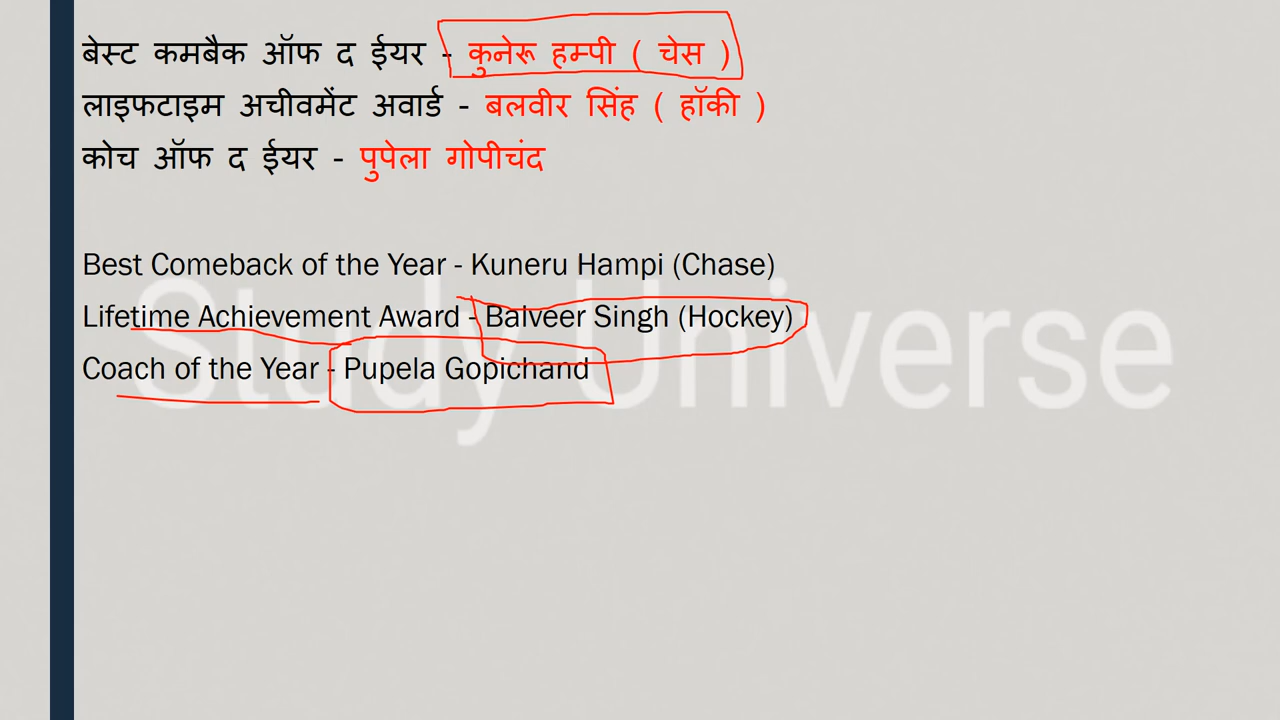 बेस्ट कमबैक ऑफ द ईयर - कुनेरू हम्पी ( चेस )
लाइफटाइम अचीवमेंट अवार्ड - बलवीर सिंह ( हॉकी )
कोच ऑफ द ईयर - पुपेला गोपीचंद
Best Comeback of the Year - Kuneru Hampi (Chase)
Lifetime Achievement Award - Balveer Singh (Hockey)
Coach of the Year - Pupela Gopichand
Study Universe